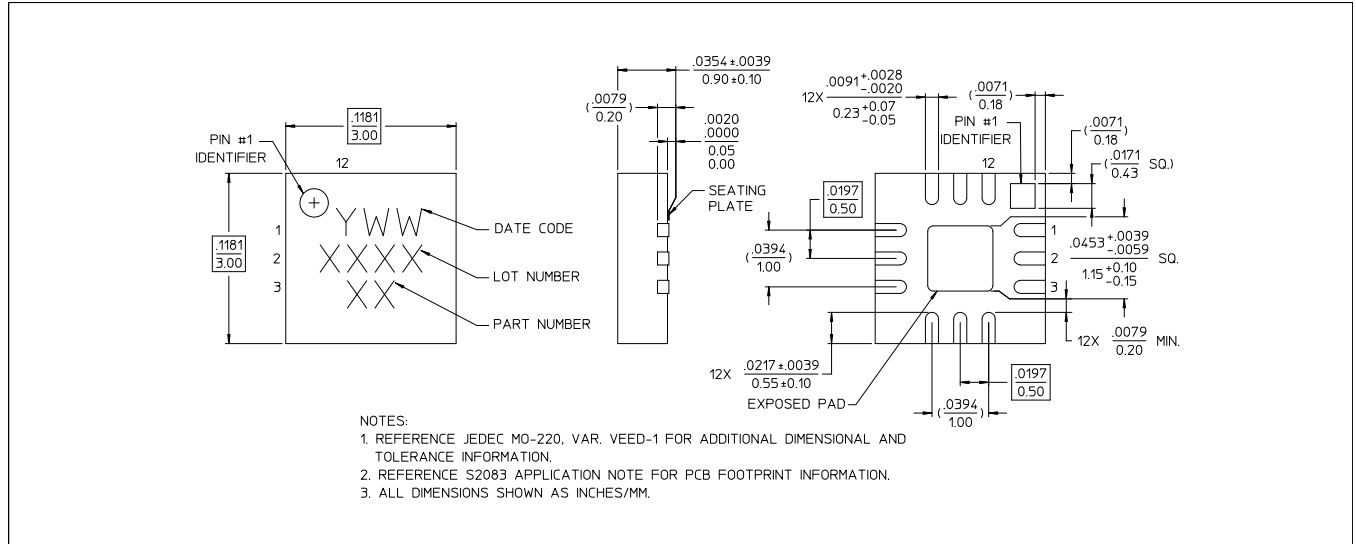 .1181
3.00
PIN #1
IDENTIFIER
12
.1181
3.00
1
2
3
YWW
XXXX
XX
DATE CODE
LOT NUMBER
PART NUMBER
.0354 ±.0039
0.90 ±0.10
(.0079
0.20)
.0020
.0000
0.05
0.00
SEATING
PLATE
12X .0091 +.0028
-.0020
0.23 +0.07
-0.05
(.0071
0.18)
PIN #1
IDENTIFIER
12
(.0071
0.18)
(.0171
0.43 SQ.)
.0197
0.50
(.0394
1.00)
1
2
3
.0453 +.0039
-.0059 SQ.
1.15 +0.10
-0.15
12X .0079
0.20 MIN.
12X .0217 ±.0039
0.55 ±0.10
EXPOSED PAD
.0197
0.50
(.0394
1.00)
NOTES:
1. REFERENCE JEDEC MO-220, VAR. VEED-1 FOR ADDITIONAL DIMENSIONAL AND
TOLERANCE INFORMATION.
2. REFERENCE S2083 APPLICATION NOTE FOR PCB FOOTPRINT INFORMATION.
3. ALL DIMENSIONS SHOWN AS INCHES/MM.